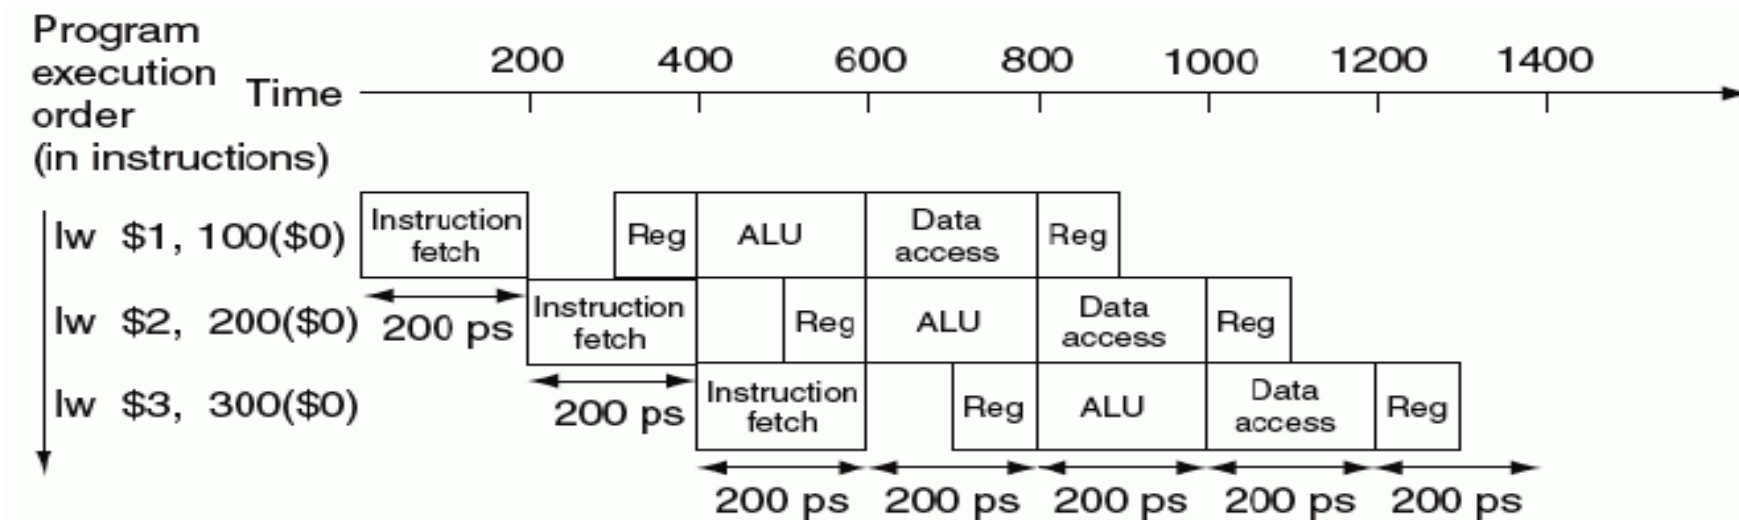 Program
execution
order
(in instructions)
Time
200 400 600 800 1000 1200 1400
lw $1, 100($0)
Instruction
fetch
Reg
ALU
Data
access
Reg
200 ps
lw $2, 200($0)
Instruction
fetch
Reg
ALU
Data
access
Reg
200 ps
lw $3, 300($0)
Instruction
fetch
Reg
ALU
Data
access
Reg
200 ps 200 ps 200 ps 200 ps 200 ps